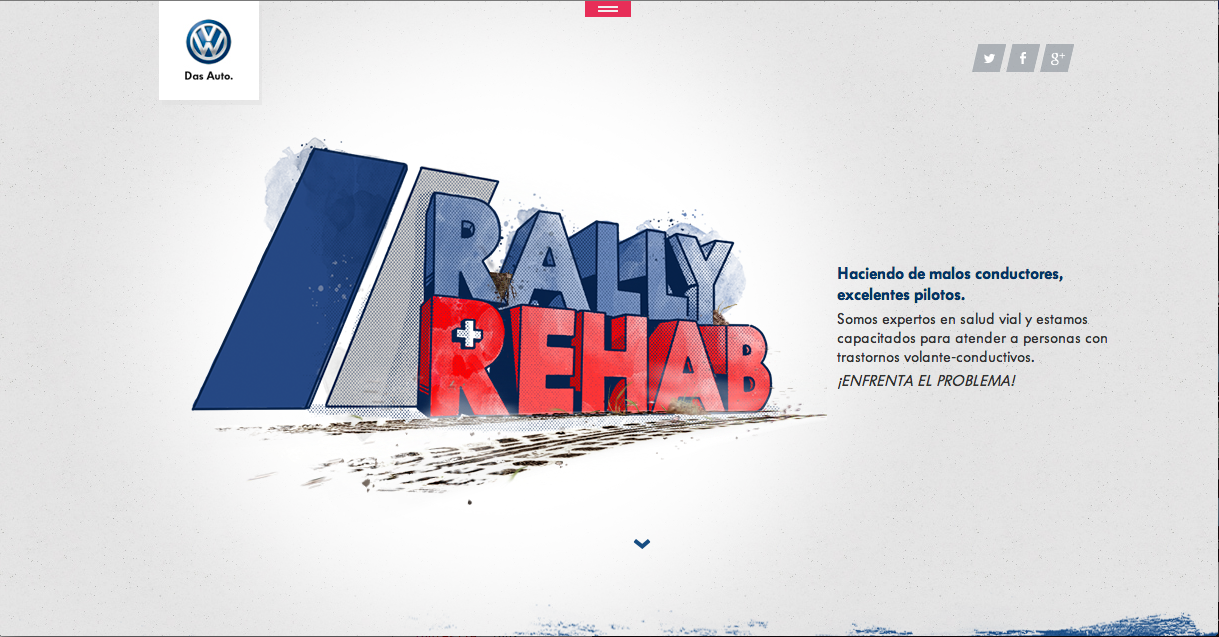 Das Auto.
RALLY
REHAB
Haciendo de malos conductores,
excelentes pilotos.
Somos expertos en salud vial y estamos
capacitados para atender a personas con
trastornos volante-conductivos.
¡ENFRENTA EL PROBLEMA!